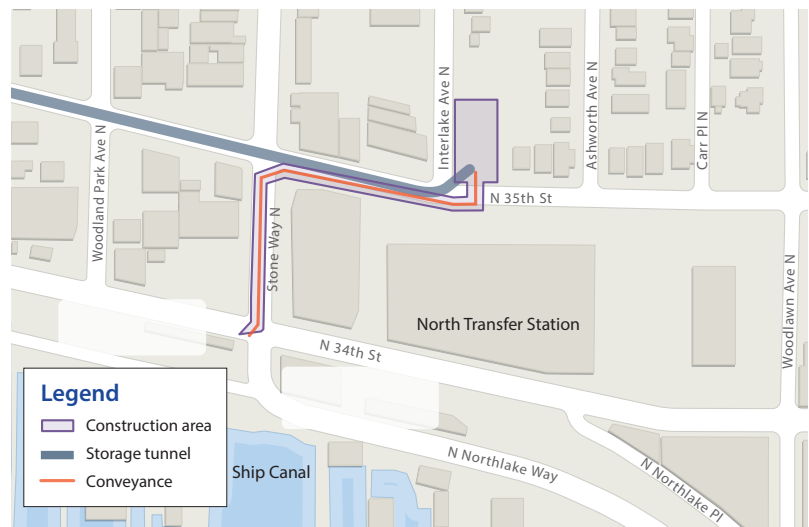 Woodland Park Ave N
Interlake Ave N
Ashworth Ave N
Carr Pl N
N 35th St
Stone Way N
Woodlawn Ave N
North Transfer Station
N 34th St
Legend
Construction area
Storage tunnel
Conveyance
Ship Canal
N Northlake Way
N Northlake Pl